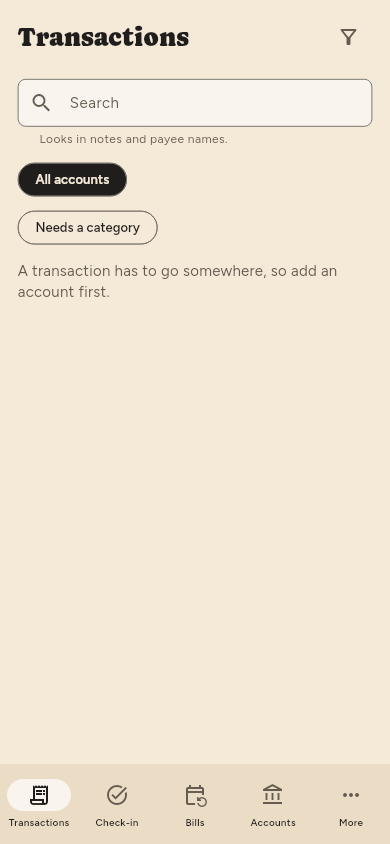 Transactions
Search
Looks in notes and payee names.
All accounts
Needs a category
A transaction has to go somewhere, so add an
account first.
Transactions
Check-in
Bills
Accounts
More